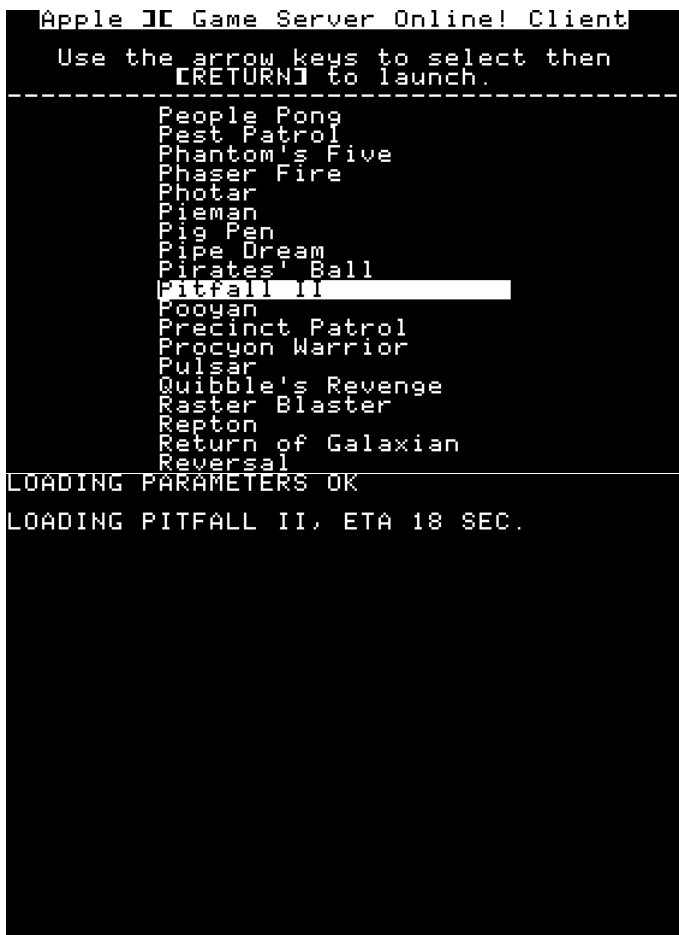 Apple ][ Game Server Online! Client
Use the arrow keys to select then
[RETURN] to launch.
----------------------------------------
People Pong
Pest Patrol
Phantom's Five
Phaser Fire
Photar
Pieman
Pig Pen
Pipe Dream
Pirates' Ball
Pitfall II
Pooyan
Precinct Patrol
Procyon Warrior
Pulsar
Quibble's Revenge
Raster Blaster
Repton
Return of Galaxian
Reversal
LOADING PARAMETERS OK
LOADING PITFALL II, ETA 18 SEC.